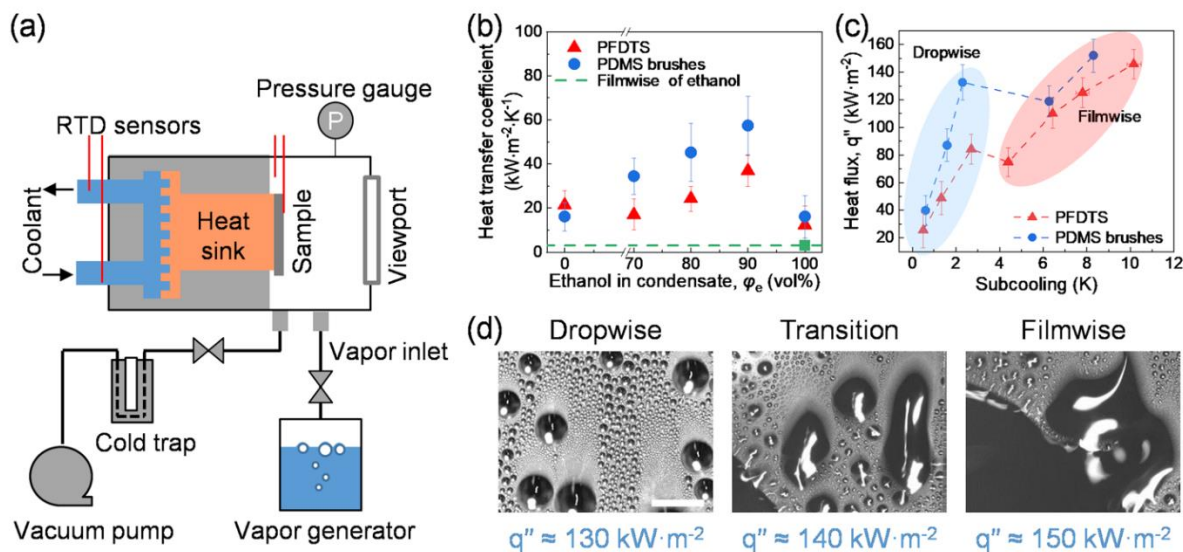 (a)
RTD sensors
Pressure gauge
P
Coolant
Heat
sink
Sample
Viewport
Vapor inlet
Cold trap
Vacuum pump
Vapor generator
(b)
Heat transfer coefficient
(kW·m⁻²·K⁻¹)
100
80
60
40
20
0
PFDTS
PDMS brushes
Filmwise of ethanol
0 70 80 90 100
Ethanol in condensate, φₑ (vol%)
(c)
Heat flux, q" (kW·m⁻²)
160
140
120
100
80
60
40
20
Dropwise
Filmwise
PFDTS
PDMS brushes
0 2 4 6 8 10 12
Subcooling (K)
(d)
Dropwise
Transition
Filmwise
q" ≈ 130 kW·m⁻²
q" ≈ 140 kW·m⁻²
q" ≈ 150 kW·m⁻²